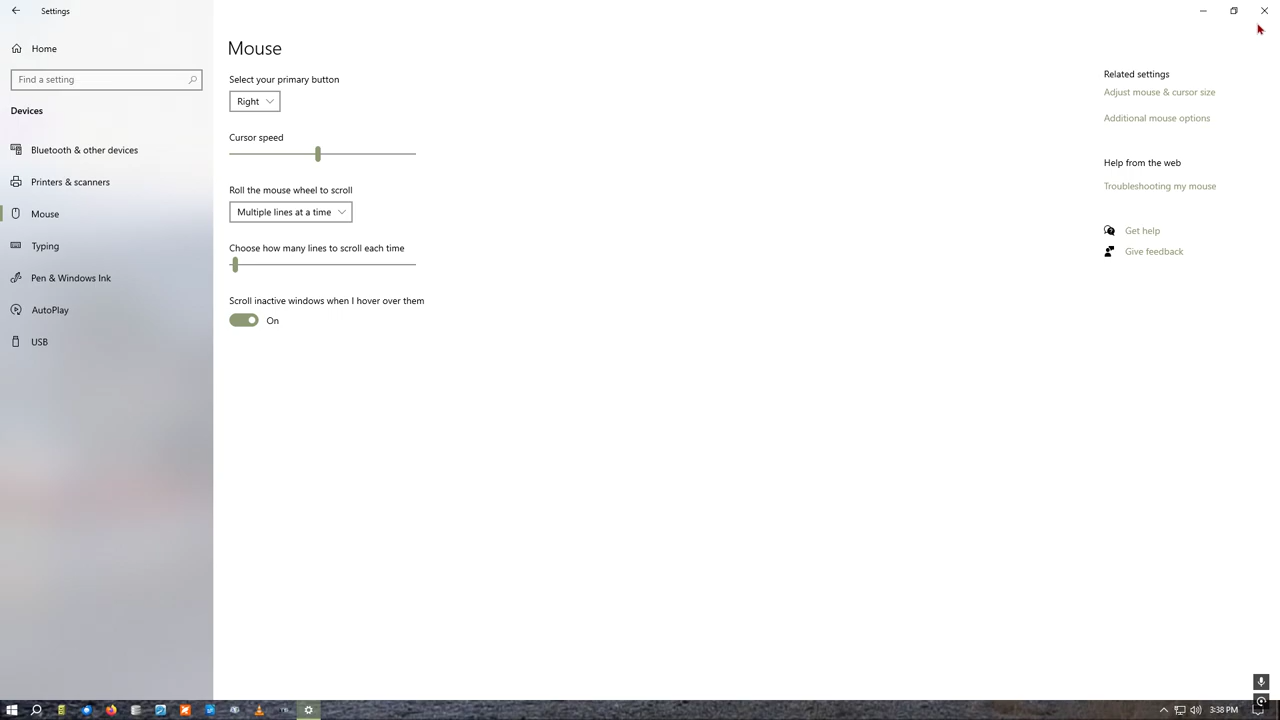 Settings
Home
Find a setting
Devices
Bluetooth & other devices
Printers & scanners
Mouse
Typing
Pen & Windows Ink
AutoPlay
USB
Mouse
Select your primary button
Right
Cursor speed
Roll the mouse wheel to scroll
Multiple lines at a time
Choose how many lines to scroll each time
Scroll inactive windows when I hover over them
On
Related settings
Adjust mouse & cursor size
Additional mouse options
Help from the web
Troubleshooting my mouse
Get help
Give feedback
3:38 PM